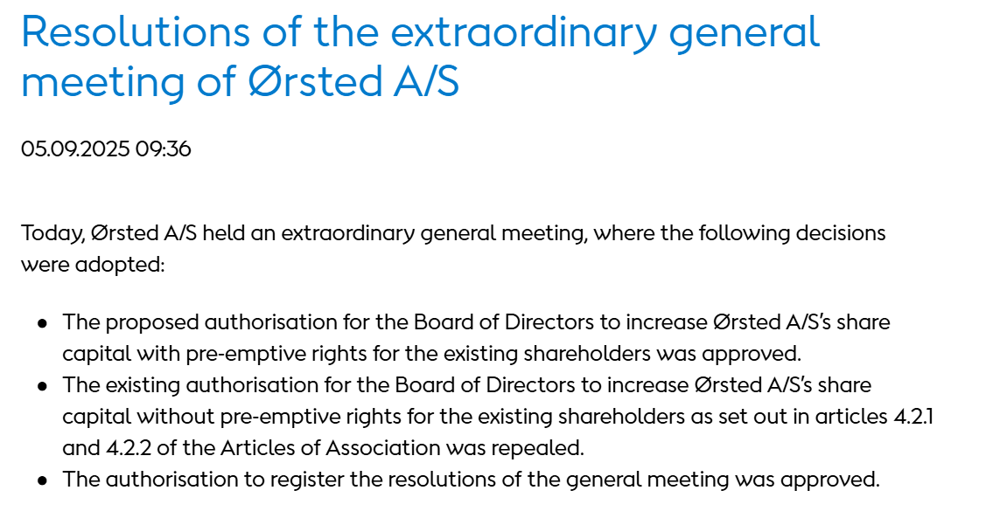 Resolutions of the extraordinary general
meeting of Ørsted A/S
05.09.2025 09:36
Today, Ørsted A/S held an extraordinary general meeting, where the following decisions
were adopted:
● The proposed authorisation for the Board of Directors to increase Ørsted A/S’s share
capital with pre-emptive rights for the existing shareholders was approved.
● The existing authorisation for the Board of Directors to increase Ørsted A/S’s share
capital without pre-emptive rights for the existing shareholders as set out in articles 4.2.1
and 4.2.2 of the Articles of Association was repealed.
● The authorisation to register the resolutions of the general meeting was approved.